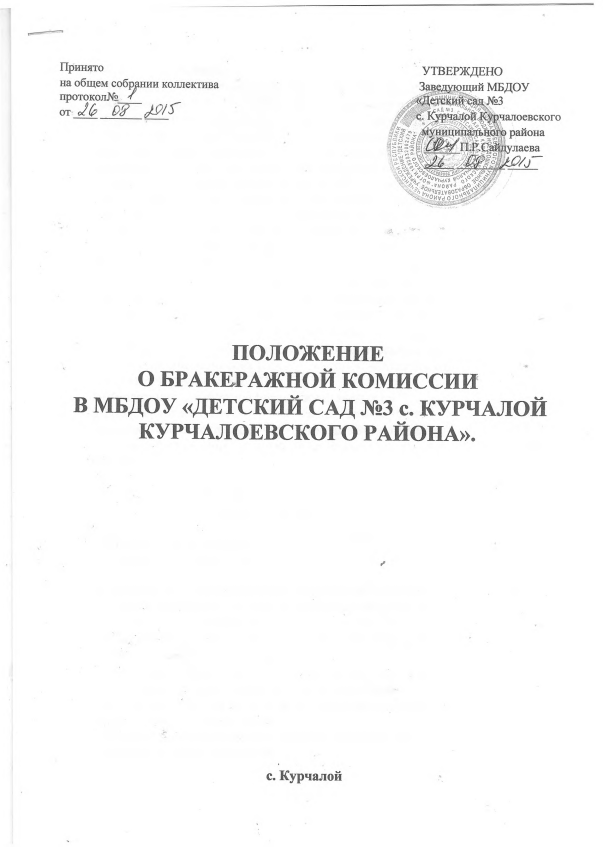 Принято
на общем собрании коллектива
протокол№ 1
от 26 08 2015
УТВЕРЖДЕНО
Заведующий МБДОУ
«Детский сад №3
с. Курчалой Курчалоевского
муниципального района
П.Р.Сайдулаева
26 08 2015
ПОЛОЖЕНИЕ
О БРАКЕРАЖНОЙ КОМИССИИ
В МБДОУ «ДЕТСКИЙ САД №3 с. КУРЧАЛОЙ
КУРЧАЛОЕВСКОГО РАЙОНА».
с. Курчалой